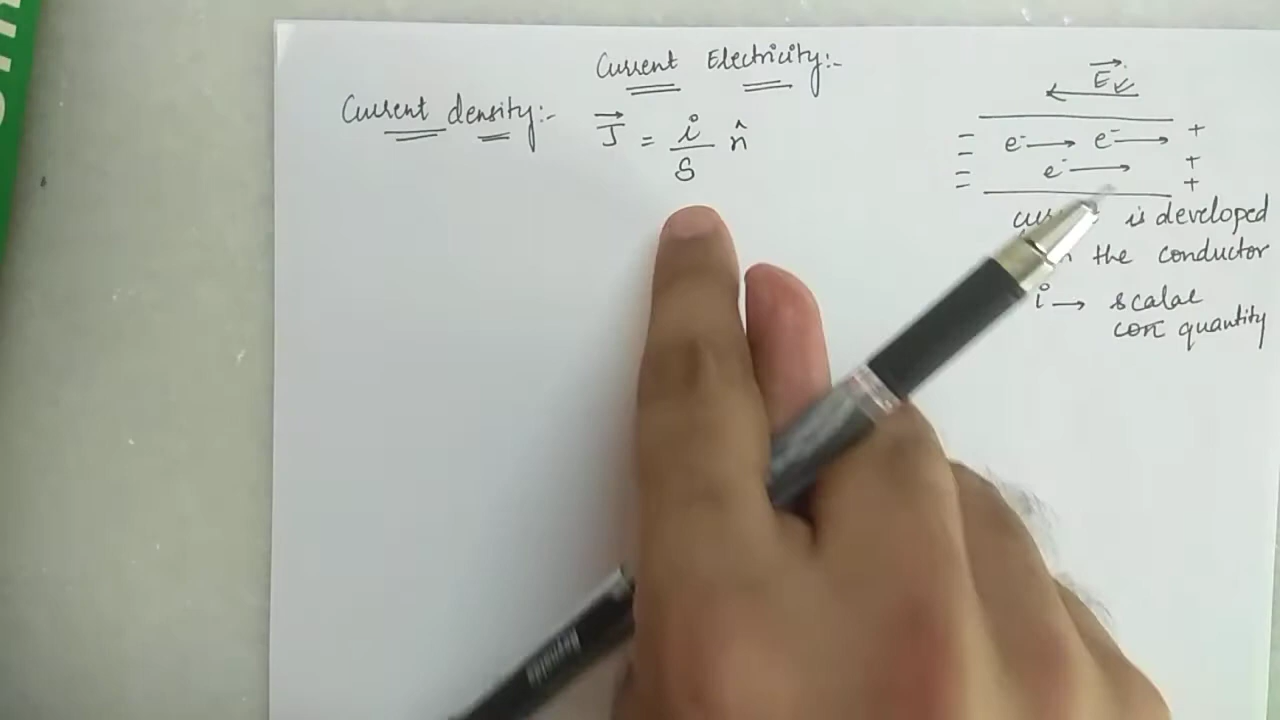 Current Electricity:-
Current density:- J⃗ = i/S n̂
E⃗
e⁻→ e⁻→ +
e⁻→ +
+
is developed
the conductor
i → scalar
quantity